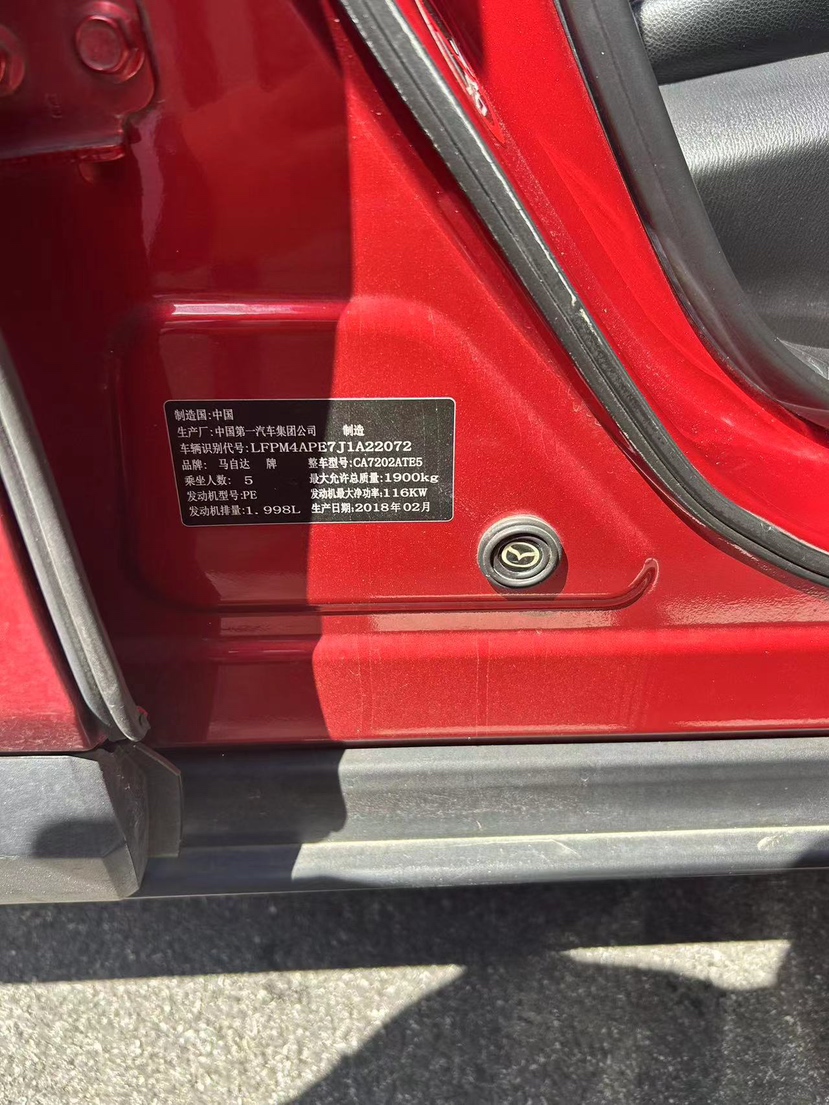 制造国:中国
生产厂:中国第一汽车集团公司 制造
车辆识别代号:LFPM4APE7J1A22072
品牌: 马自达 牌 整车型号:CA7202ATE5
乘坐人数: 5 最大允许总质量:1900kg
发动机型号:PE 发动机最大净功率:116KW
发动机排量:1.998L 生产日期:2018年02月